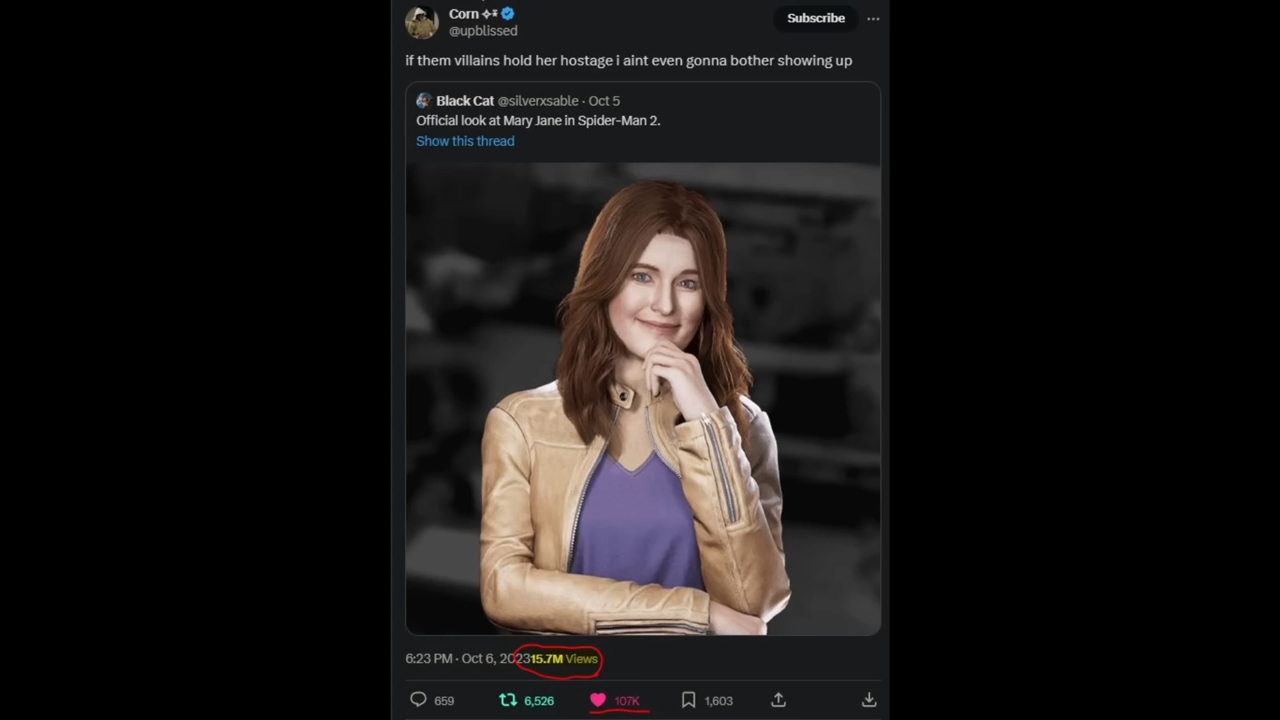 Corn
@upblissed
Subscribe
if them villains hold her hostage i aint even gonna bother showing up
Black Cat @silverxsable · Oct 5
Official look at Mary Jane in Spider-Man 2.
Show this thread
6:23 PM · Oct 6, 2023 15.7M Views
659 6,526 107K 1,603